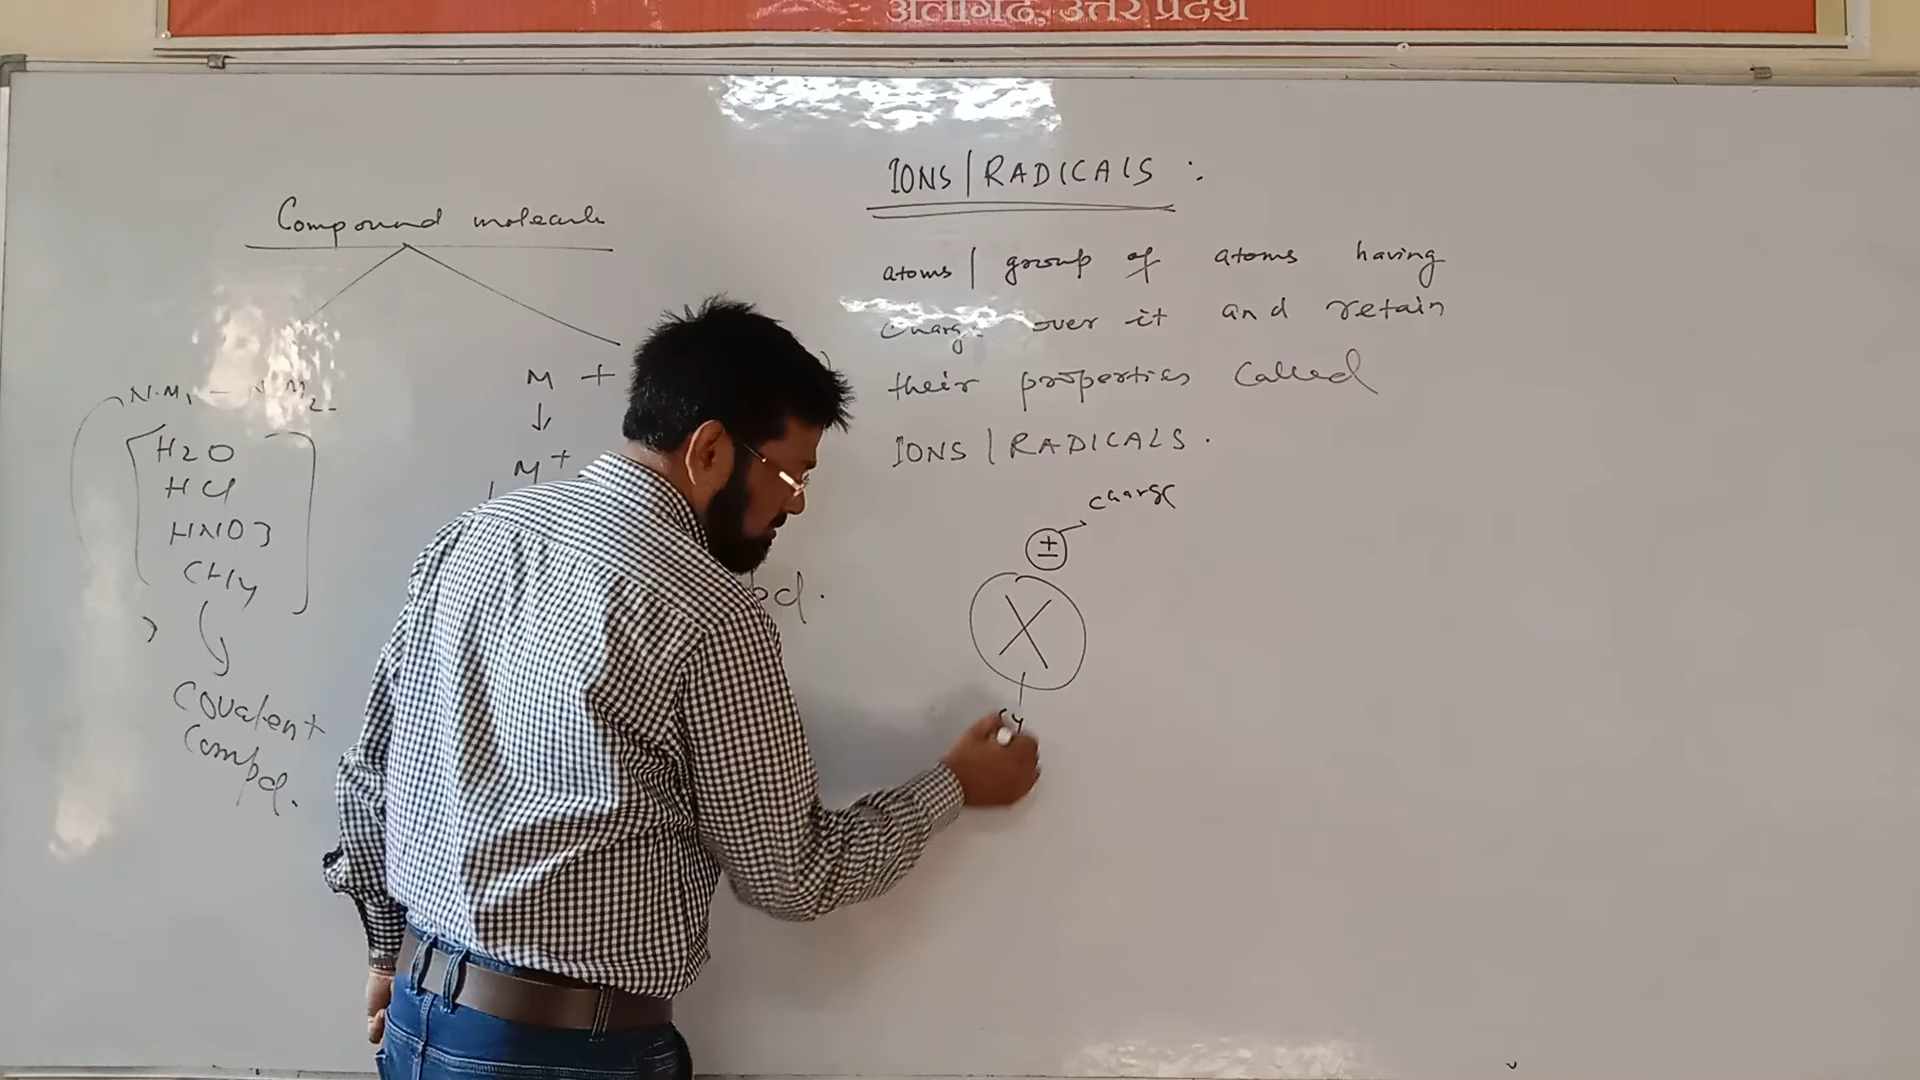 अलीगढ़, उत्तर प्रदेश
Compound molecule
N.M₁ - N.M₂
H2O
HCl
HNO3
CH4
Covalent
Compd.
M +
↓
M+
pd.
IONS | RADICALS :
atoms | group of atoms having
charge over it and retain
their properties called
IONS | RADICALS .
charge
±
X